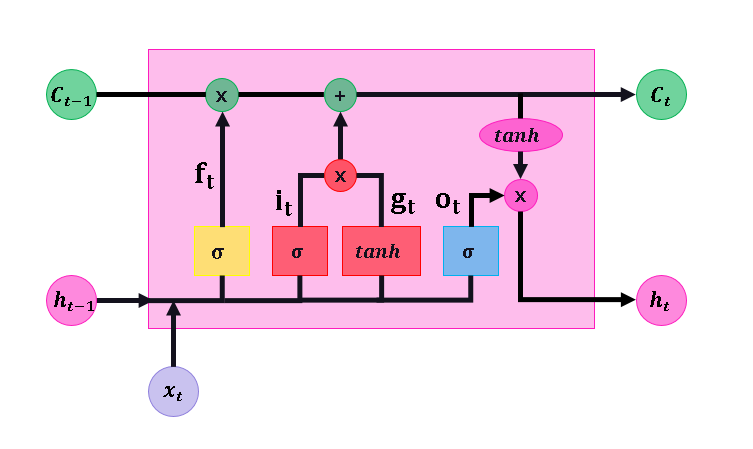 C_{t-1}
x
+
C_t
tanh
f_t
x
i_t
g_t
o_t
x
σ
σ
tanh
σ
h_{t-1}
h_t
x_t